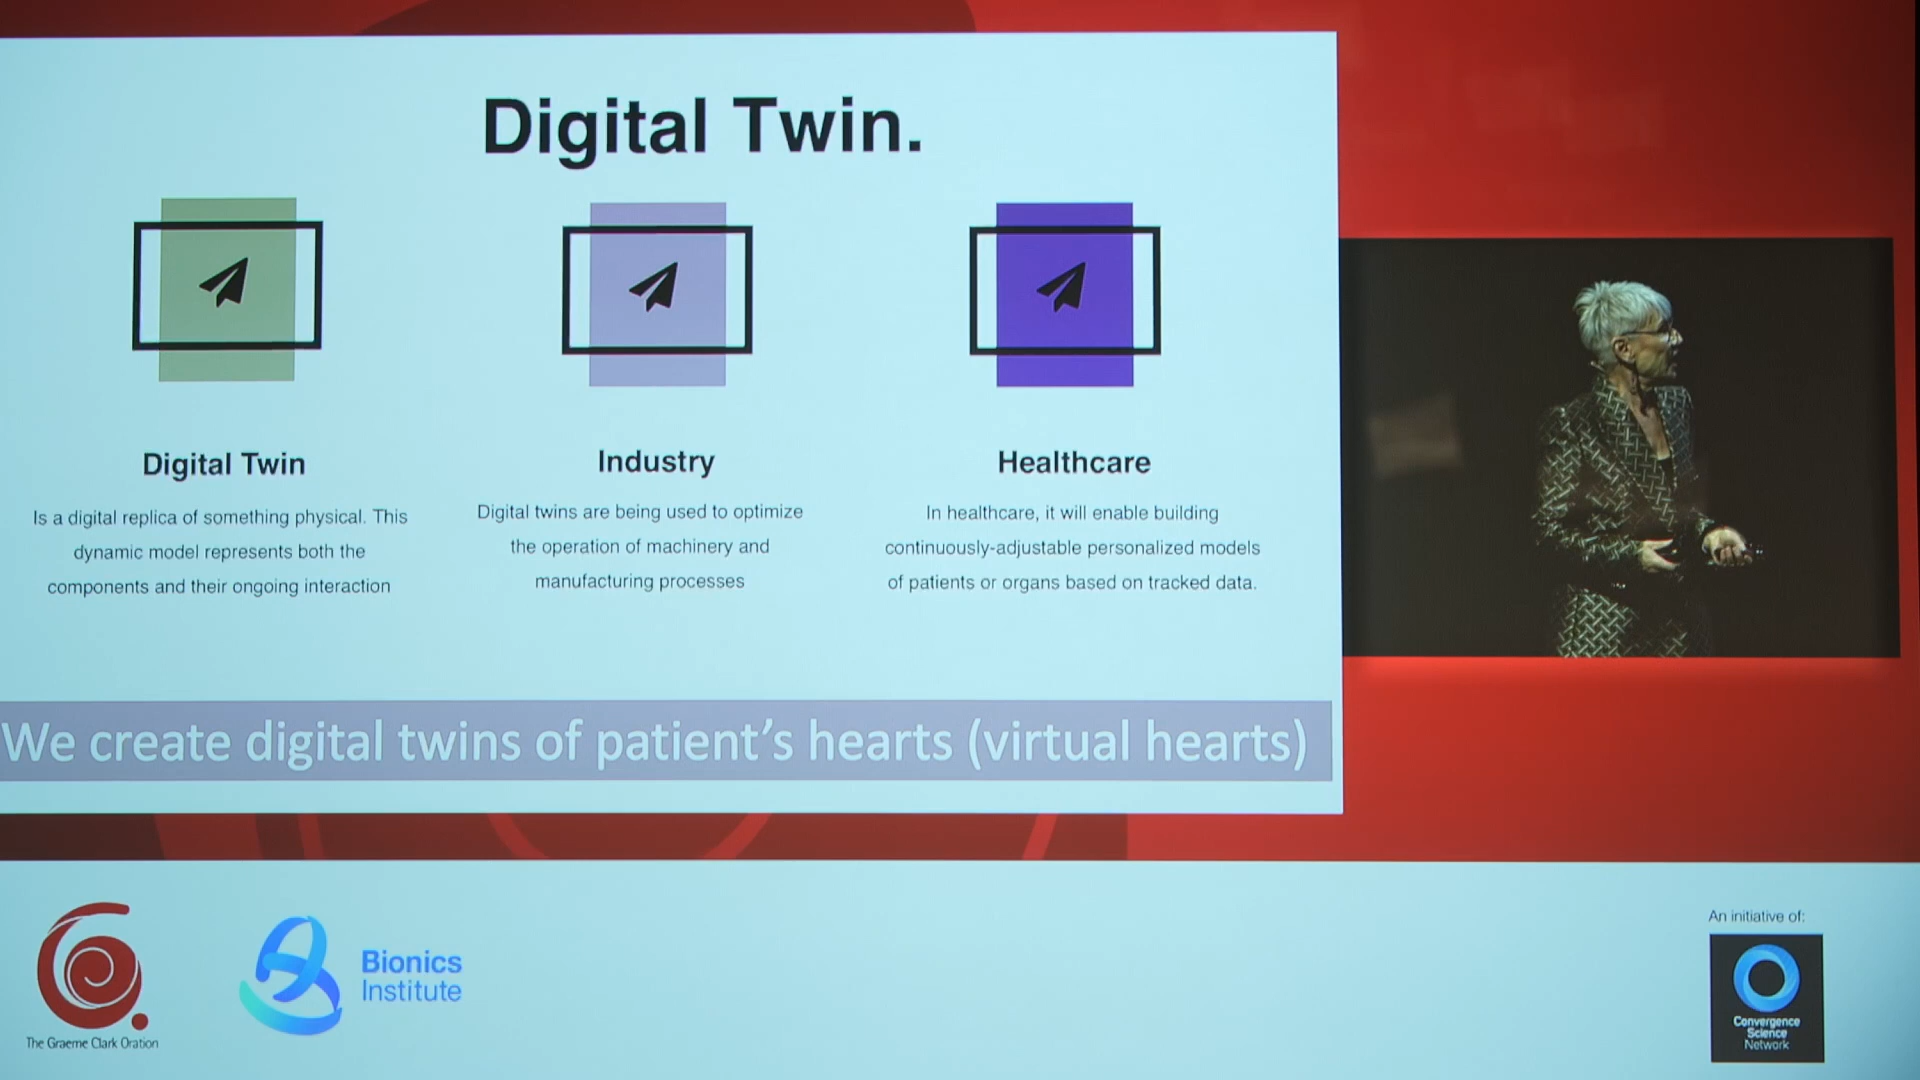 Digital Twin.
Digital Twin
Is a digital replica of something physical. This
dynamic model represents both the
components and their ongoing interaction
Industry
Digital twins are being used to optimize
the operation of machinery and
manufacturing processes
Healthcare
In healthcare, it will enable building
continuously-adjustable personalized models
of patients or organs based on tracked data.
We create digital twins of patient's hearts (virtual hearts)
The Graeme Clark Oration
Bionics
Institute
An initiative of:
Convergence
Science
Network